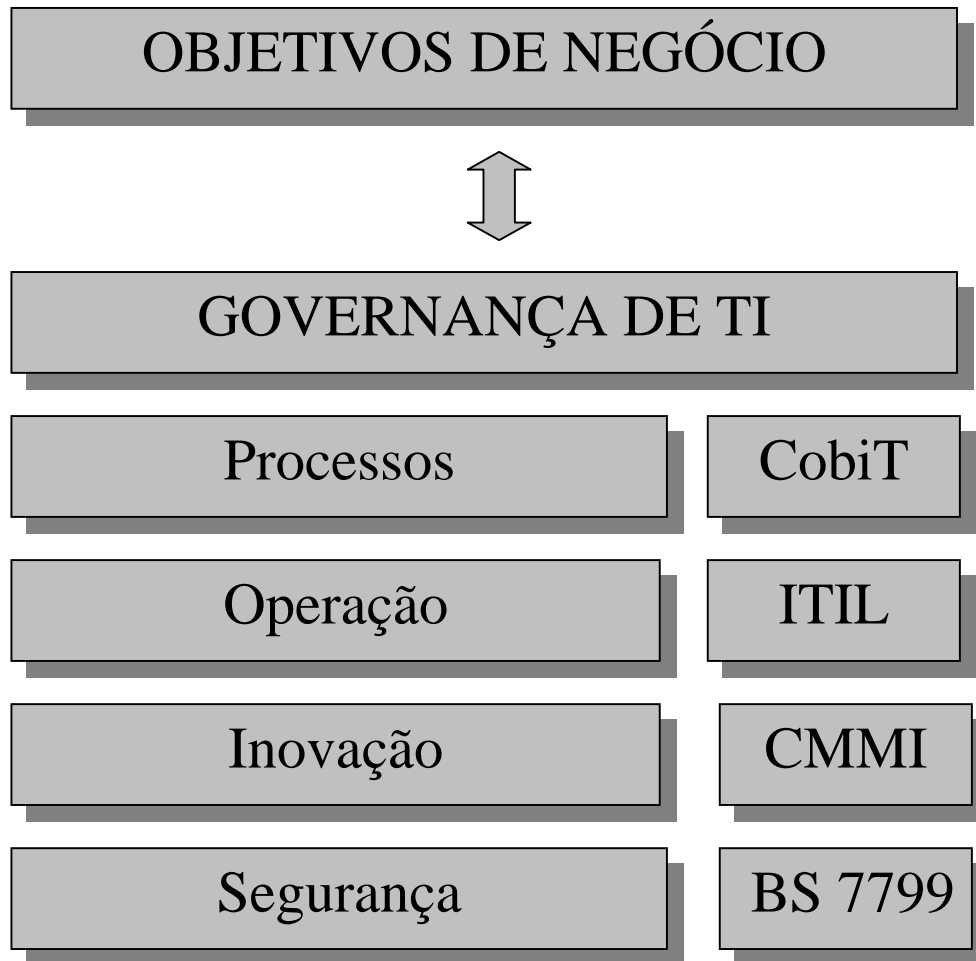 OBJETIVOS DE NEGÓCIO
GOVERNANÇA DE TI
Processos
CobiT
Operação
ITIL
Inovação
CMMI
Segurança
BS 7799